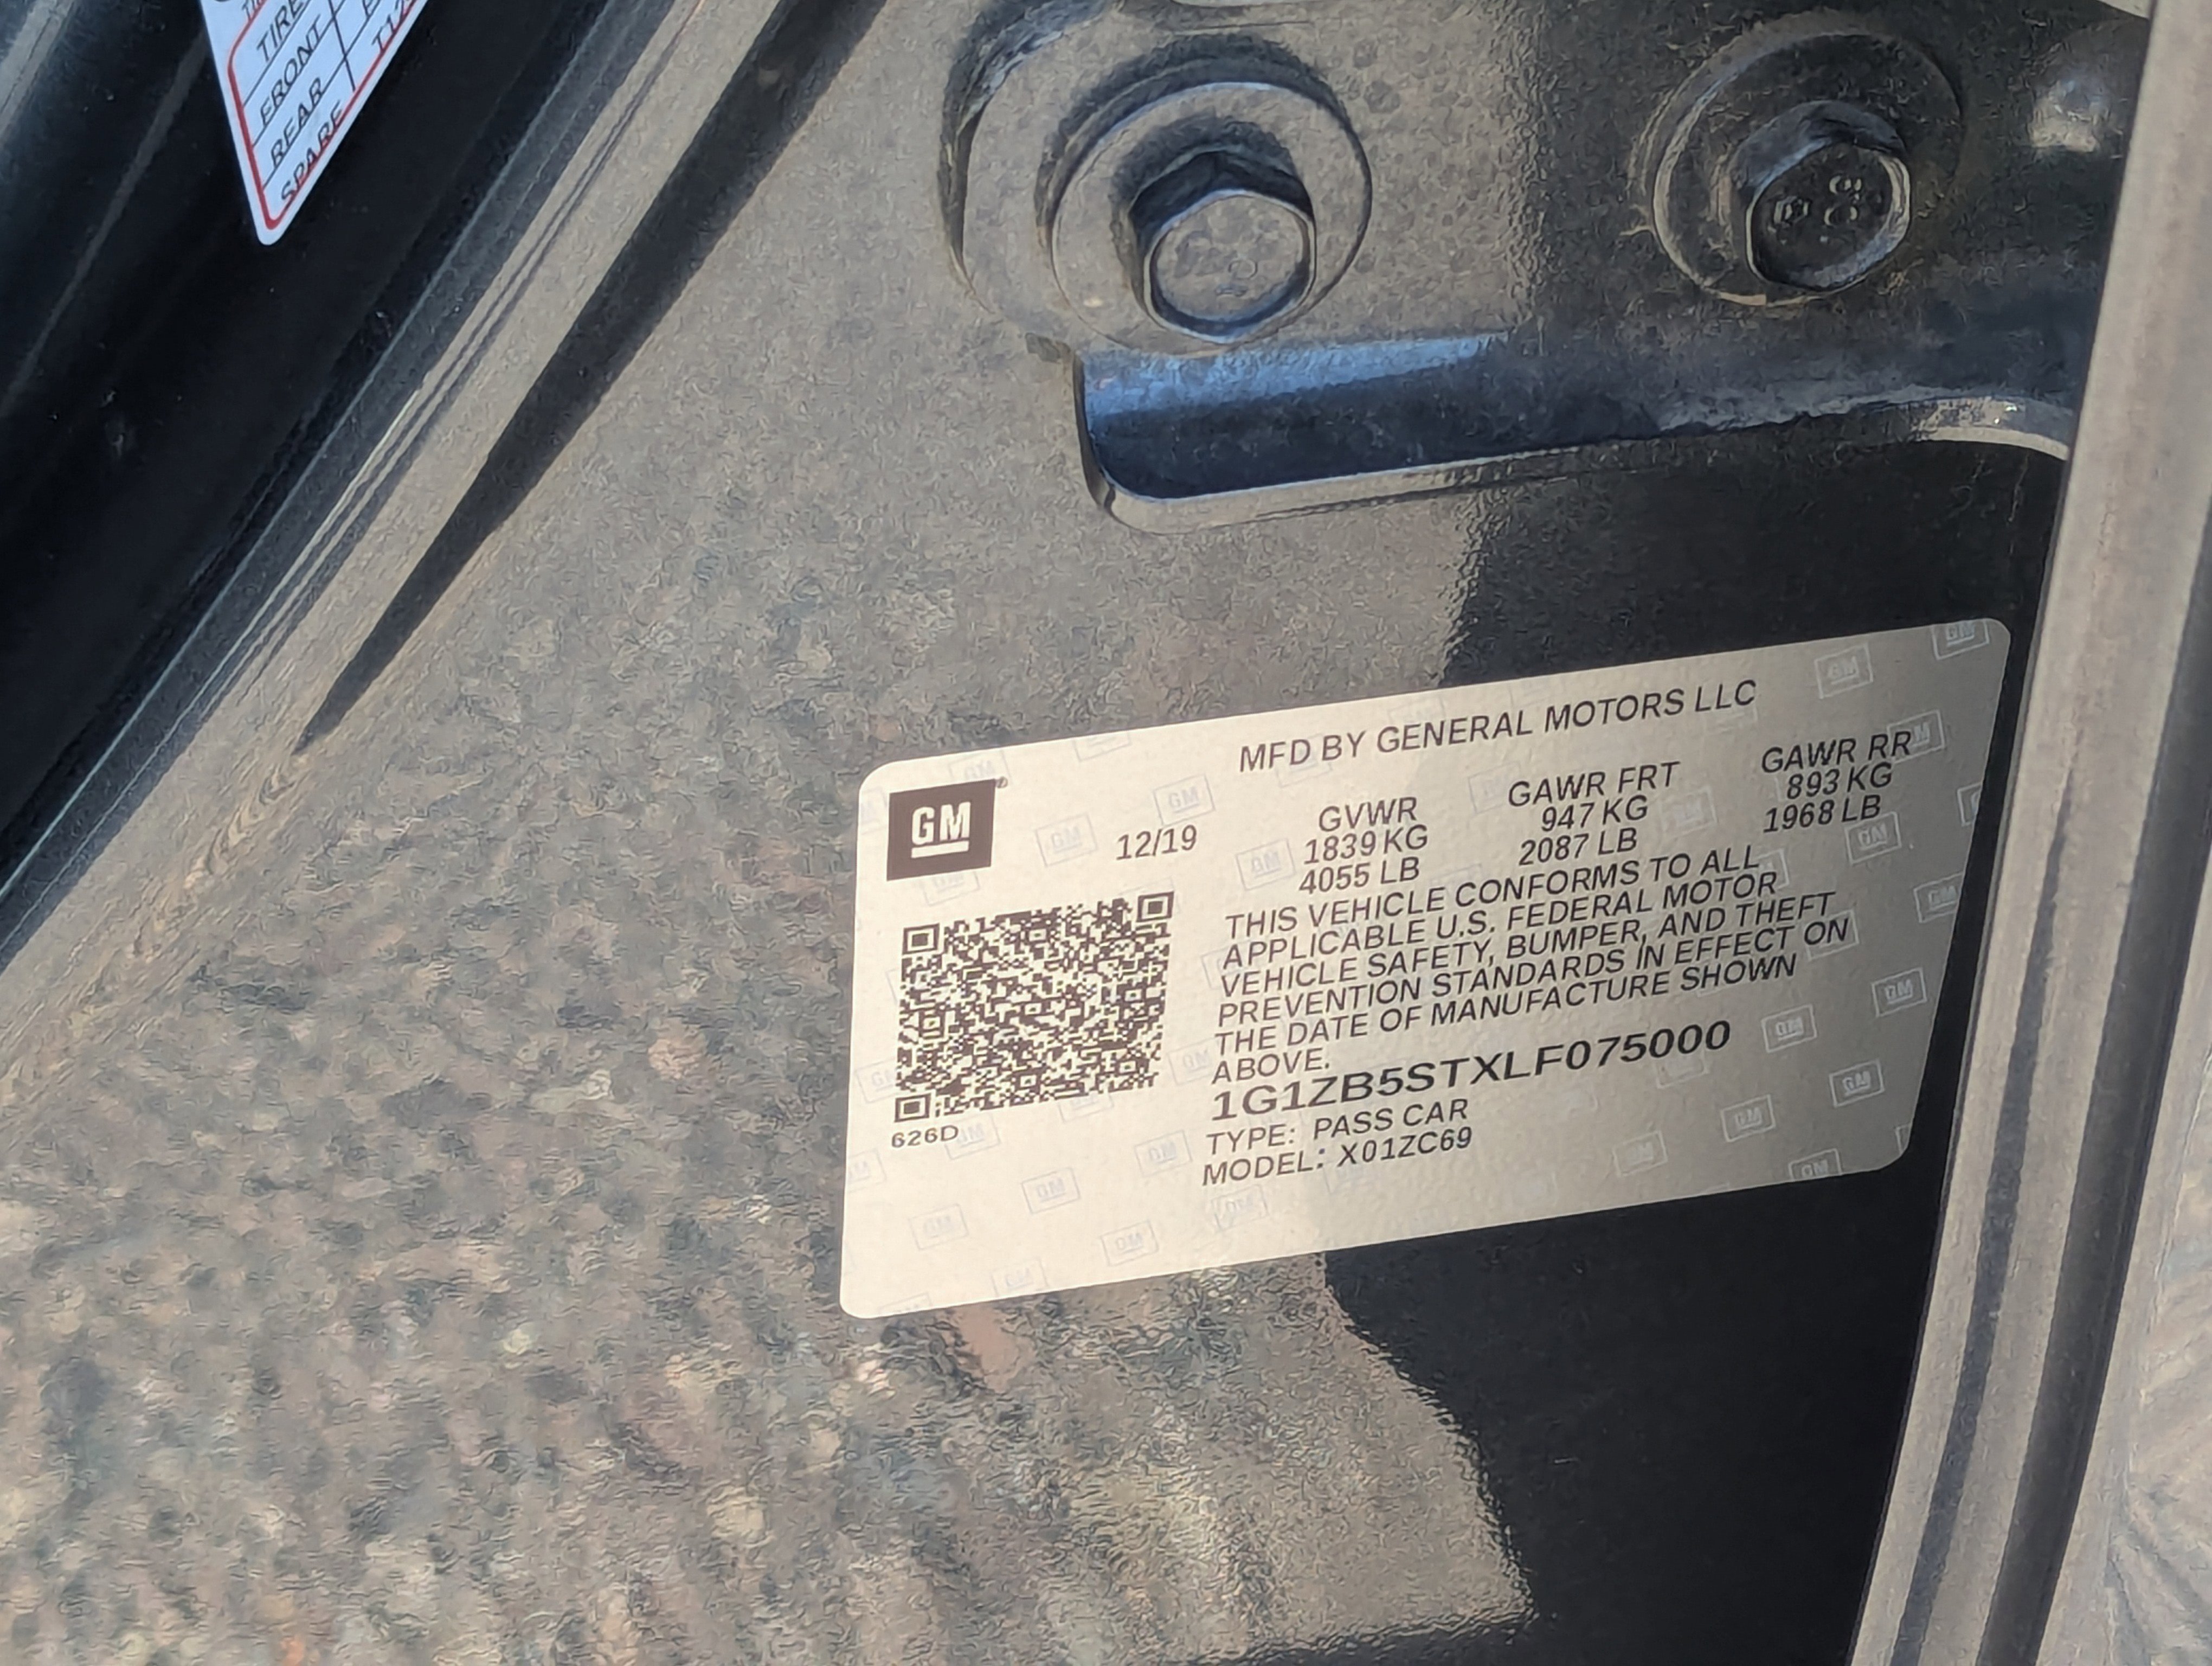 TIRE
FRONT
REAR
SPARE
MFD BY GENERAL MOTORS LLC
GM
12/19
GVWR
1839 KG
4055 LB
GAWR FRT
947 KG
2087 LB
GAWR RR
893 KG
1968 LB
THIS VEHICLE CONFORMS TO ALL
APPLICABLE U.S. FEDERAL MOTOR
VEHICLE SAFETY, BUMPER, AND THEFT
PREVENTION STANDARDS IN EFFECT ON
THE DATE OF MANUFACTURE SHOWN
ABOVE.
1G1ZB5STXLF075000
TYPE: PASS CAR
MODEL: X01ZC69
626D